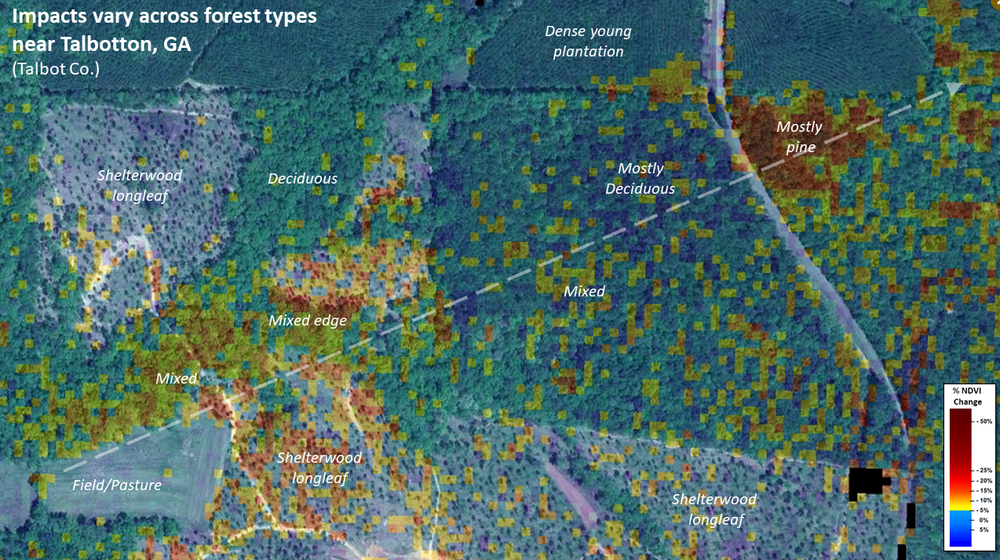 Impacts vary across forest types
near Talbotton, GA
(Talbot Co.)
Dense young
plantation
Mostly
pine
Shelterwood
longleaf
Deciduous
Mostly
Deciduous
Mixed
Mixed edge
Mixed
Shelterwood
longleaf
Field/Pasture
Shelterwood
longleaf
% NDVI
Change
- 50%
- 25%
- 20%
- 15%
- 10%
- 5%
0%
5%